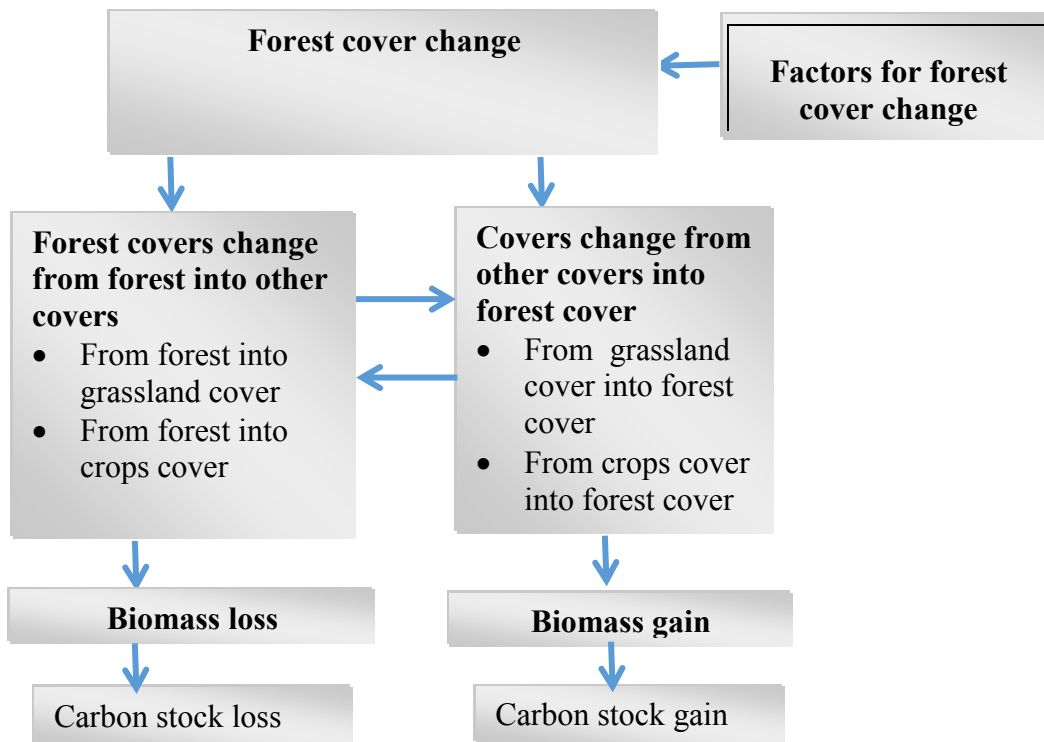 Forest cover change
Factors for forest
cover change
Forest covers change
from forest into other
covers
• From forest into
grassland cover
• From forest into
crops cover
Covers change from
other covers into
forest cover
• From grassland
cover into forest
cover
• From crops cover
into forest cover
Biomass loss
Biomass gain
Carbon stock loss
Carbon stock gain